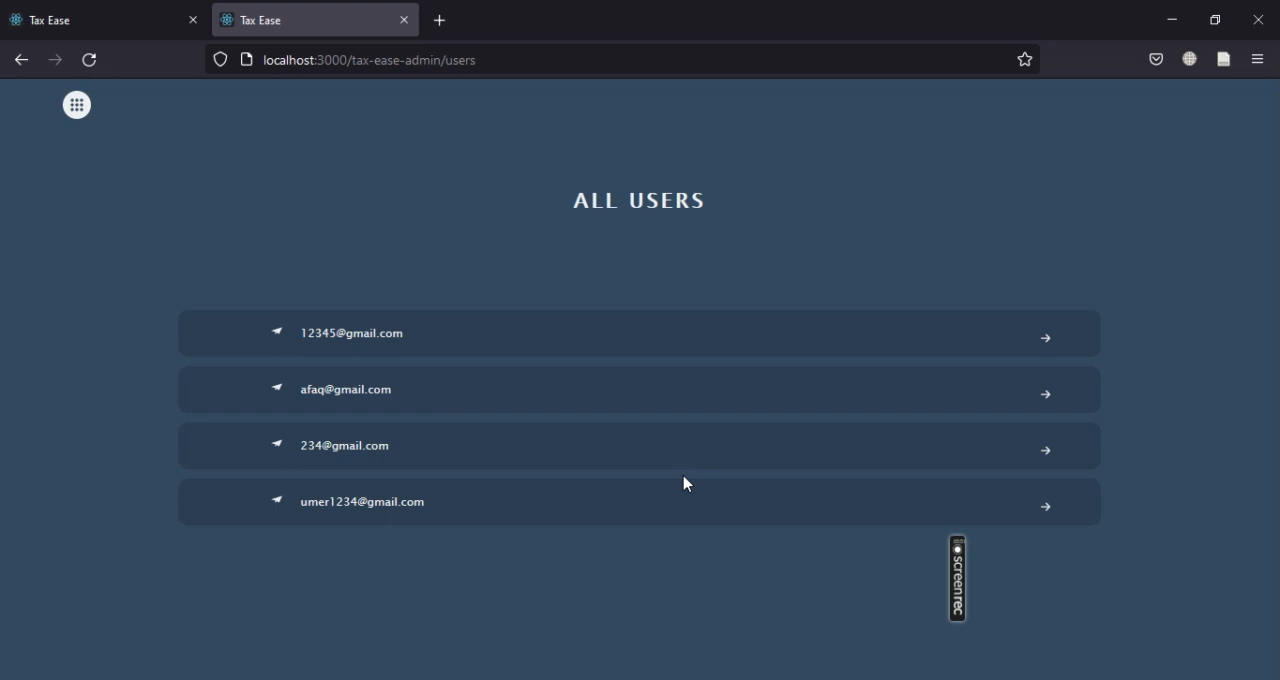 Tax Ease
Tax Ease
localhost:3000/tax-ease-admin/users
ALL USERS
12345@gmail.com
afaq@gmail.com
234@gmail.com
umer1234@gmail.com
screenrec